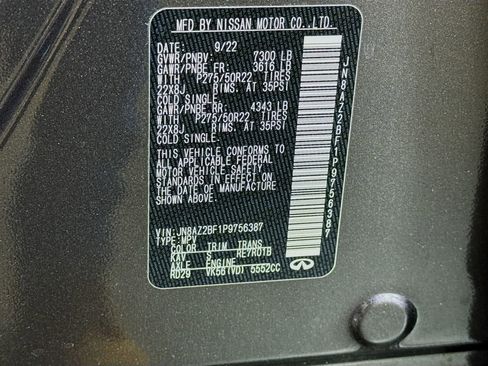 MFD BY NISSAN MOTOR CO., LTD.
DATE: 9/22
GVWR/PNBV: 7300 LB
GAWR/PNBE FR: 3616 LB
WITH P275/50R22 TIRES
22X8J RIMS. AT 35PSI
COLD SINGLE.
GAWR/PNBE RR: 4343 LB
WITH P275/50R22 TIRES
22X8J RIMS. AT 35PSI
COLD SINGLE.
THIS VEHICLE CONFORMS TO
ALL APPLICABLE FEDERAL
MOTOR VEHICLE SAFETY
STANDARDS IN EFFECT ON
THE DATE OF MANUFACTURE
SHOWN ABOVE.
VIN: JN8AZ2BF1P9756387
TYPE: MPV
COLOR TRIM TRANS
KAV S RE7R01B
AXLE ENGINE
RD29 VK56(VD) 5552CC
JN8AZ2BF1P9756387
INFINITI